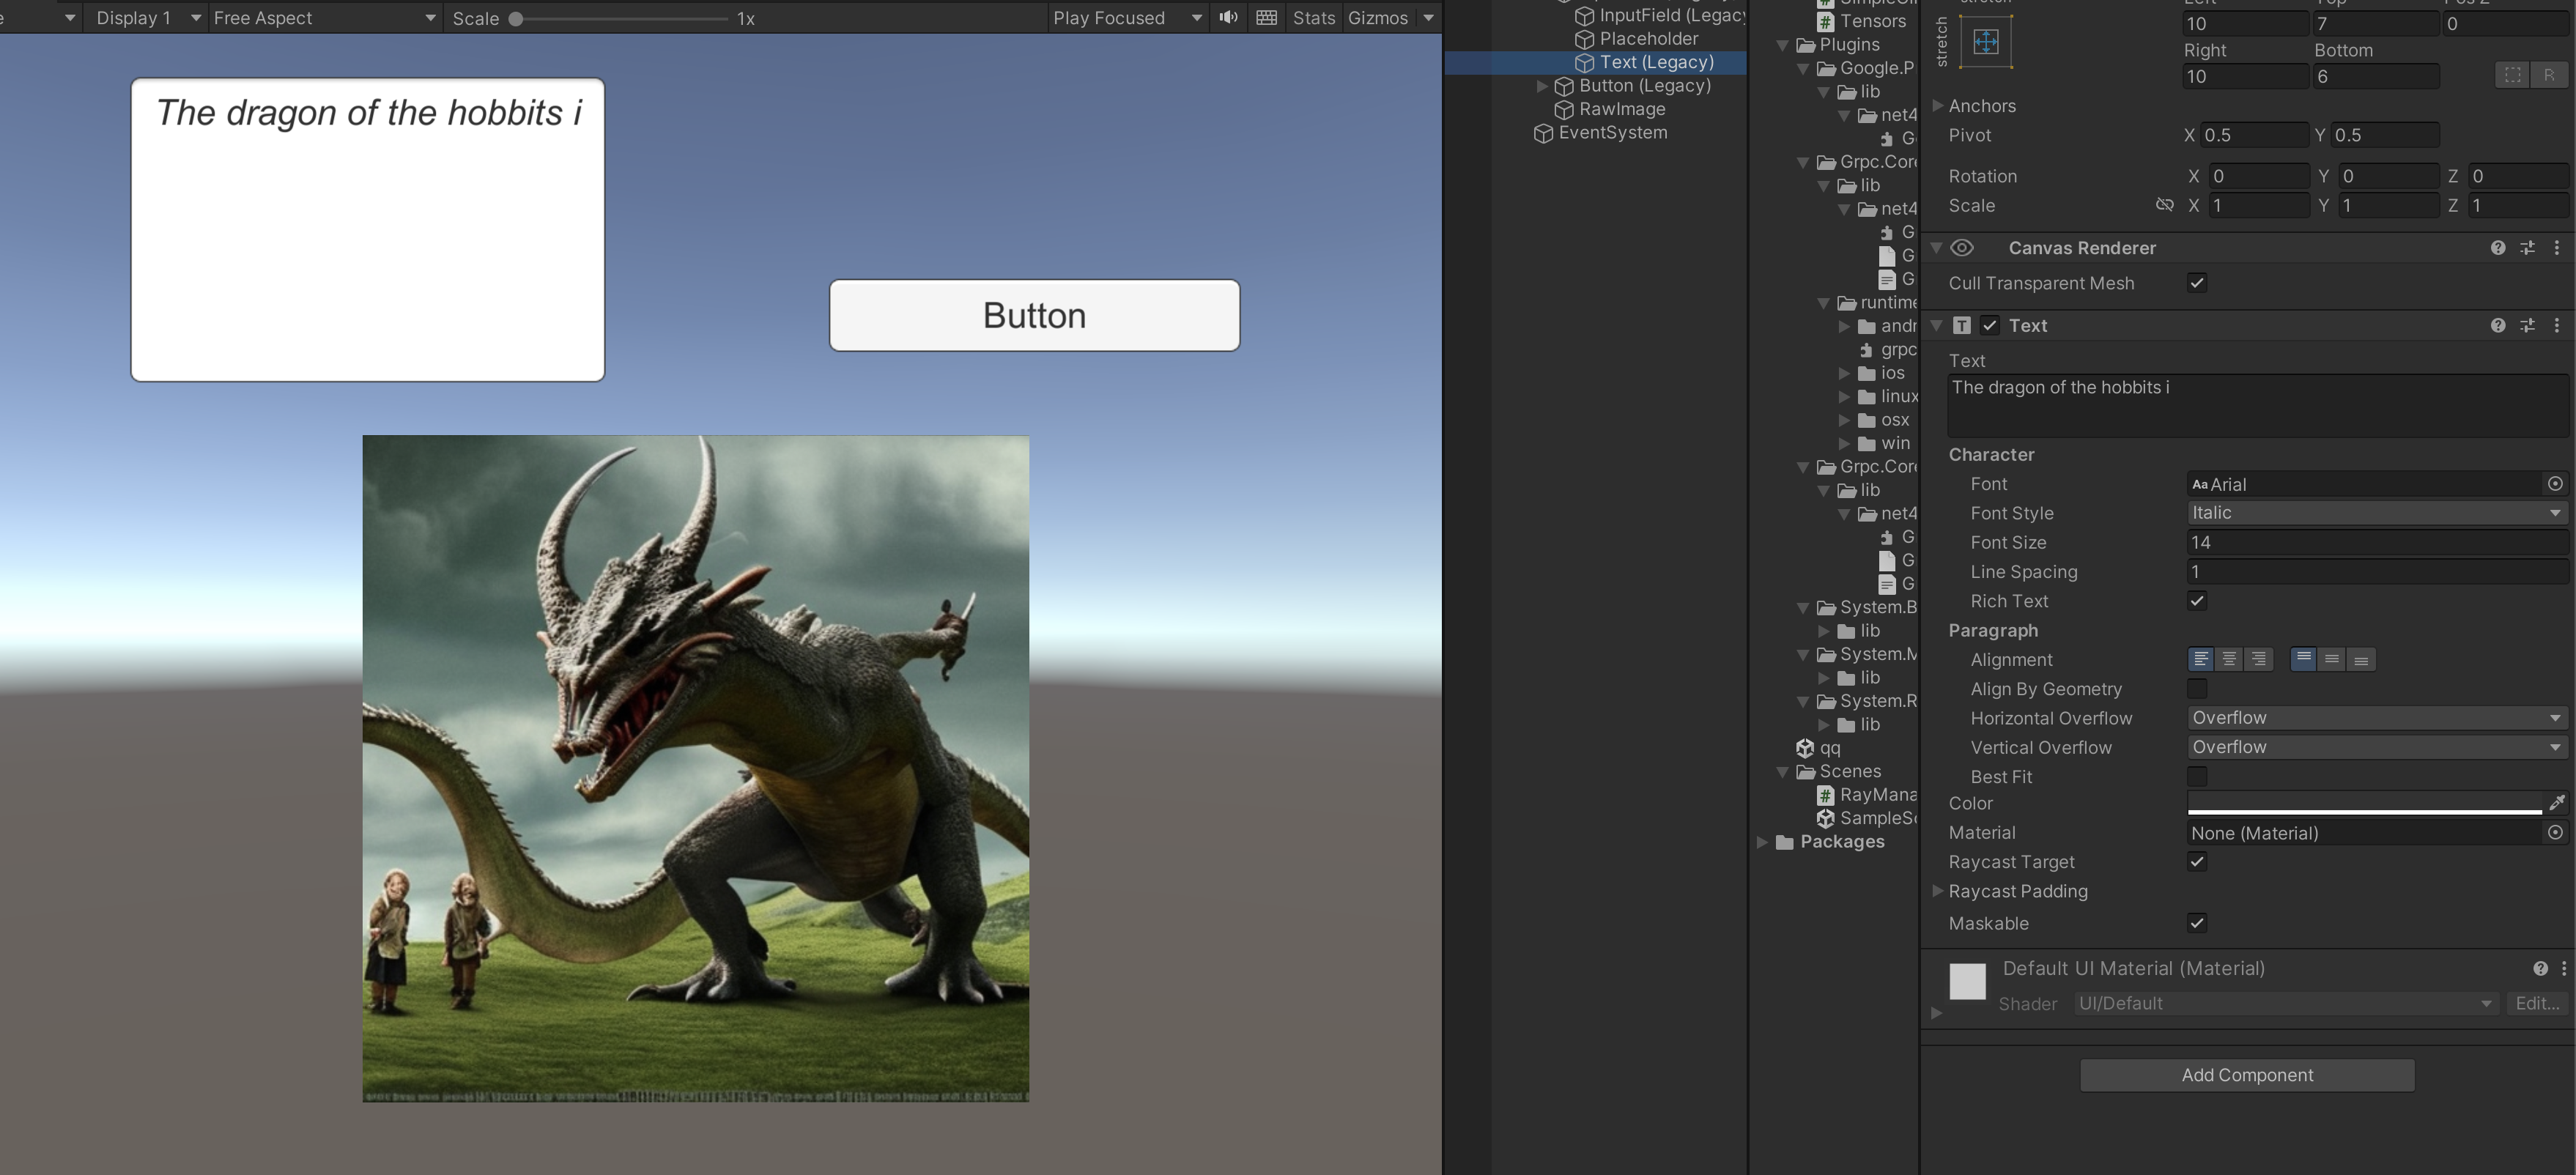 Display 1
Free Aspect
Scale
1x
Play Focused
Stats
Gizmos
The dragon of the hobbits i
Button
InputField (Legacy
Placeholder
Text (Legacy)
Button (Legacy)
RawImage
EventSystem
Tensors
Plugins
Google.P
lib
net4
G
Grpc.Core
lib
net4
G
G
G
runtime
andr
grpc
ios
linux
osx
win
Grpc.Core
lib
net4
G
G
G
System.B
lib
System.M
lib
System.R
lib
qq
Scenes
RayMana
SampleSc
Packages
stretch
stretch
10 7 0
Right Bottom
10 6
R
Anchors
Pivot X 0.5 Y 0.5
Rotation X 0 Y 0 Z 0
Scale X 1 Y 1 Z 1
Canvas Renderer
Cull Transparent Mesh
T Text
Text
The dragon of the hobbits i
Character
Font Aa Arial
Font Style Italic
Font Size 14
Line Spacing 1
Rich Text
Paragraph
Alignment
Align By Geometry
Horizontal Overflow Overflow
Vertical Overflow Overflow
Best Fit
Color
Material None (Material)
Raycast Target
Raycast Padding
Maskable
Default UI Material (Material)
Shader UI/Default Edit...
Add Component